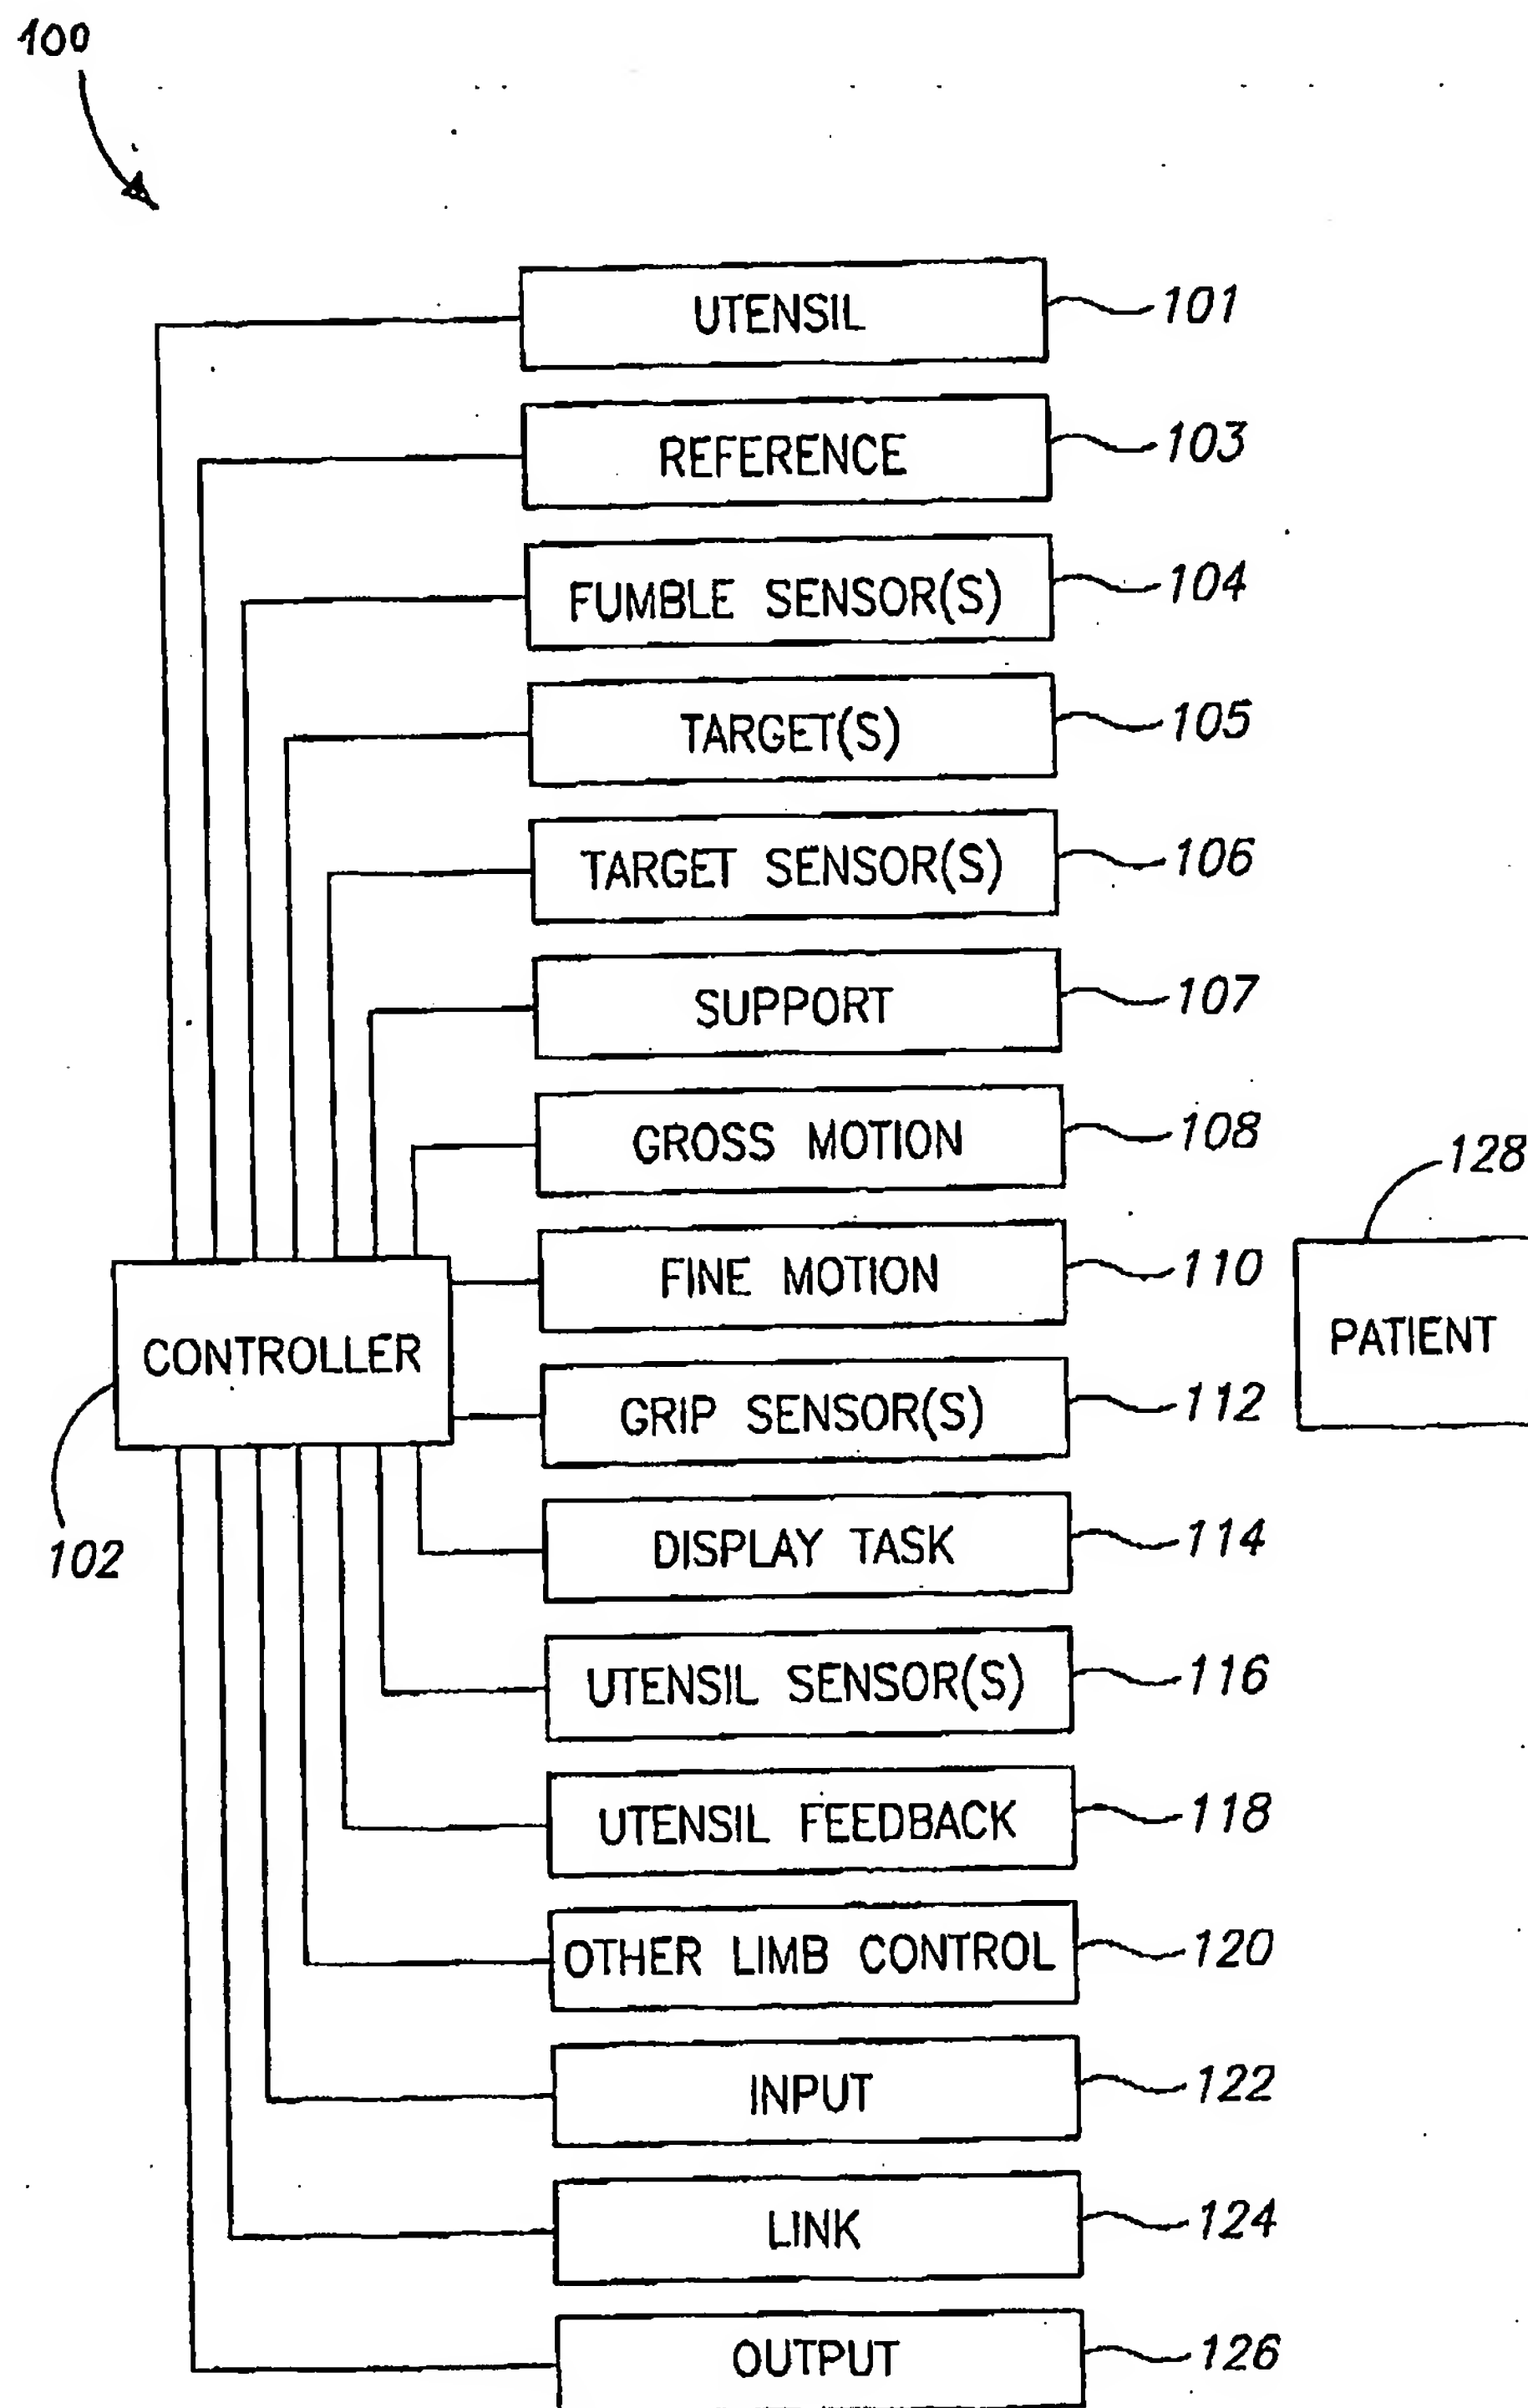 100
UTENSIL 101
REFERENCE 103
FUMBLE SENSOR(S) 104
TARGET(S) 105
TARGET SENSOR(S) 106
SUPPORT 107
GROSS MOTION 108
128
FINE MOTION 110
CONTROLLER
PATIENT
GRIP SENSOR(S) 112
102
DISPLAY TASK 114
UTENSIL SENSOR(S) 116
UTENSIL FEEDBACK 118
OTHER LIMB CONTROL 120
INPUT 122
LINK 124
OUTPUT 126